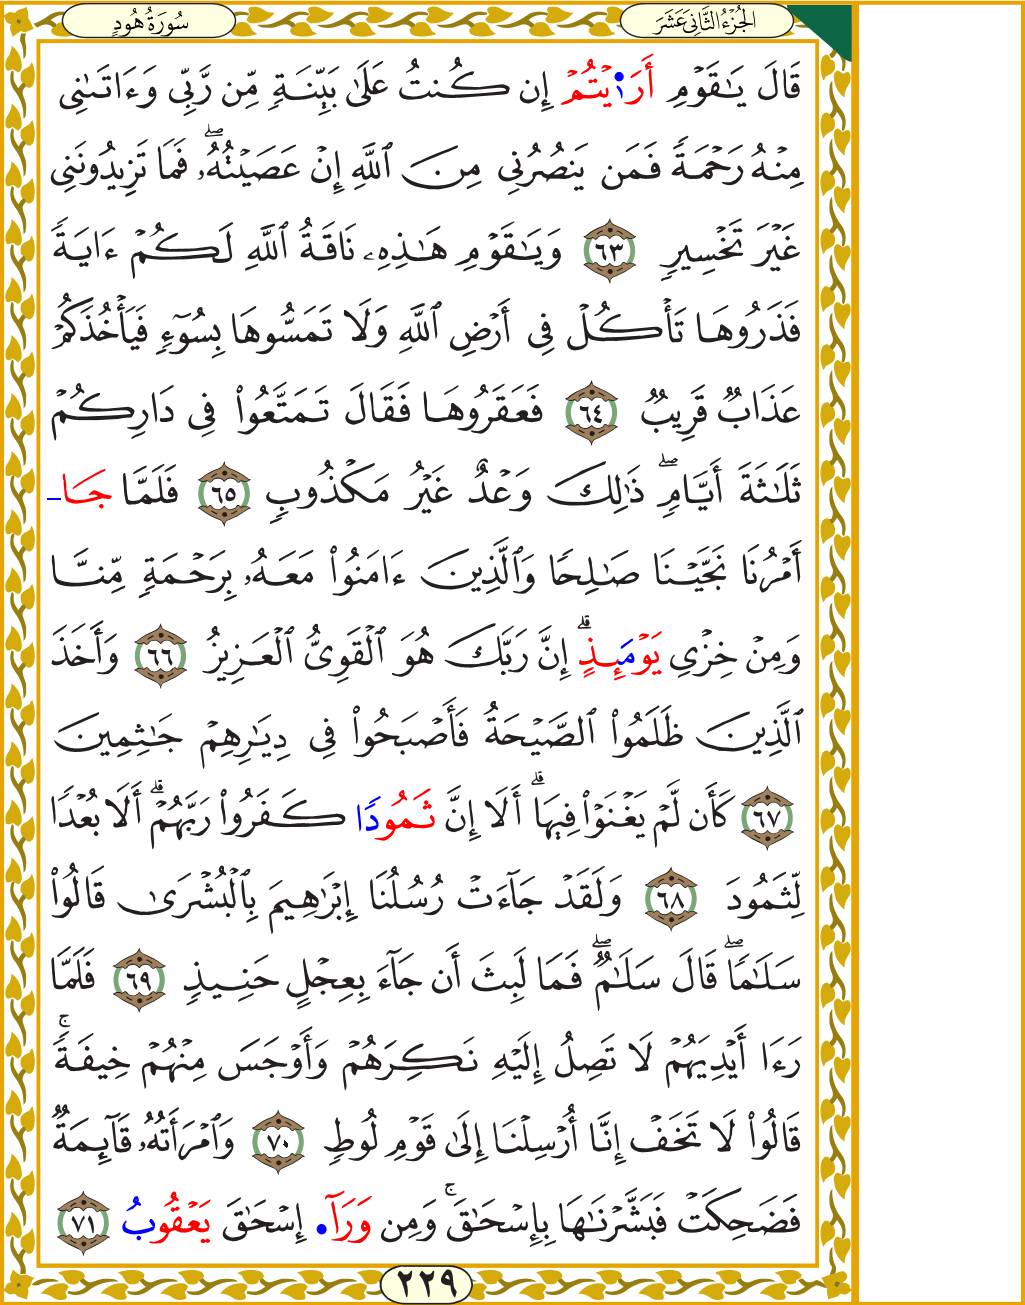 الجُزْءُ الثَّانِي عَشَرَ سُورَةُ هُودٍ
قَالَ يَٰقَوْمِ أَرَٰيْتُمْ إِن كُنتُ عَلَىٰ بَيِّنَةٍ مِّن رَّبِّى وَءَاتَىٰنِى
مِنْهُ رَحْمَةً فَمَن يَنصُرُنِى مِنَ ٱللَّهِ إِنْ عَصَيْتُهُۥۖ فَمَا تَزِيدُونَنِى
غَيْرَ تَخْسِيرٍ ٦٣ وَيَٰقَوْمِ هَٰذِهِۦ نَاقَةُ ٱللَّهِ لَكُمْ ءَايَةً
فَذَرُوهَا تَأْكُلْ فِى أَرْضِ ٱللَّهِ وَلَا تَمَسُّوهَا بِسُوٓءٍ فَيَأْخُذَكُمْ
عَذَابٌ قَرِيبٌ ٦٤ فَعَقَرُوهَا فَقَالَ تَمَتَّعُوا۟ فِى دَارِكُمْ
ثَلَٰثَةَ أَيَّامٍۖ ذَٰلِكَ وَعْدٌ غَيْرُ مَكْذُوبٍ ٦٥ فَلَمَّا جَا
أَمْرُنَا نَجَّيْنَا صَٰلِحًا وَٱلَّذِينَ ءَامَنُوا۟ مَعَهُۥ بِرَحْمَةٍ مِّنَّا
وَمِنْ خِزْىِ يَوْمَئِذٍۗ إِنَّ رَبَّكَ هُوَ ٱلْقَوِىُّ ٱلْعَزِيزُ ٦٦ وَأَخَذَ
ٱلَّذِينَ ظَلَمُوا۟ ٱلصَّيْحَةُ فَأَصْبَحُوا۟ فِى دِيَٰرِهِمْ جَٰثِمِينَ
٦٧ كَأَن لَّمْ يَغْنَوْا۟ فِيهَاۗ أَلَا إِنَّ ثَمُودًا كَفَرُوا۟ رَبَّهُمْۗ أَلَا بُعْدًا
لِّثَمُودَ ٦٨ وَلَقَدْ جَآءَتْ رُسُلُنَا إِبْرَٰهِيمَ بِٱلْبُشْرَىٰ قَالُوا۟
سَلَٰمًاۖ قَالَ سَلَٰمٌۖ فَمَا لَبِثَ أَن جَآءَ بِعِجْلٍ حَنِيذٍ ٦٩ فَلَمَّا
رَءَا أَيْدِيَهُمْ لَا تَصِلُ إِلَيْهِ نَكِرَهُمْ وَأَوْجَسَ مِنْهُمْ خِيفَةًۚ
قَالُوا۟ لَا تَخَفْ إِنَّا أُرْسِلْنَا إِلَىٰ قَوْمِ لُوطٍ ٧٠ وَٱمْرَأَتُهُۥ قَآئِمَةٌ
فَضَحِكَتْ فَبَشَّرْنَٰهَا بِإِسْحَٰقَۚ وَمِن وَرَآ إِسْحَٰقَ يَعْقُوبُ ٧١
٢٢٩